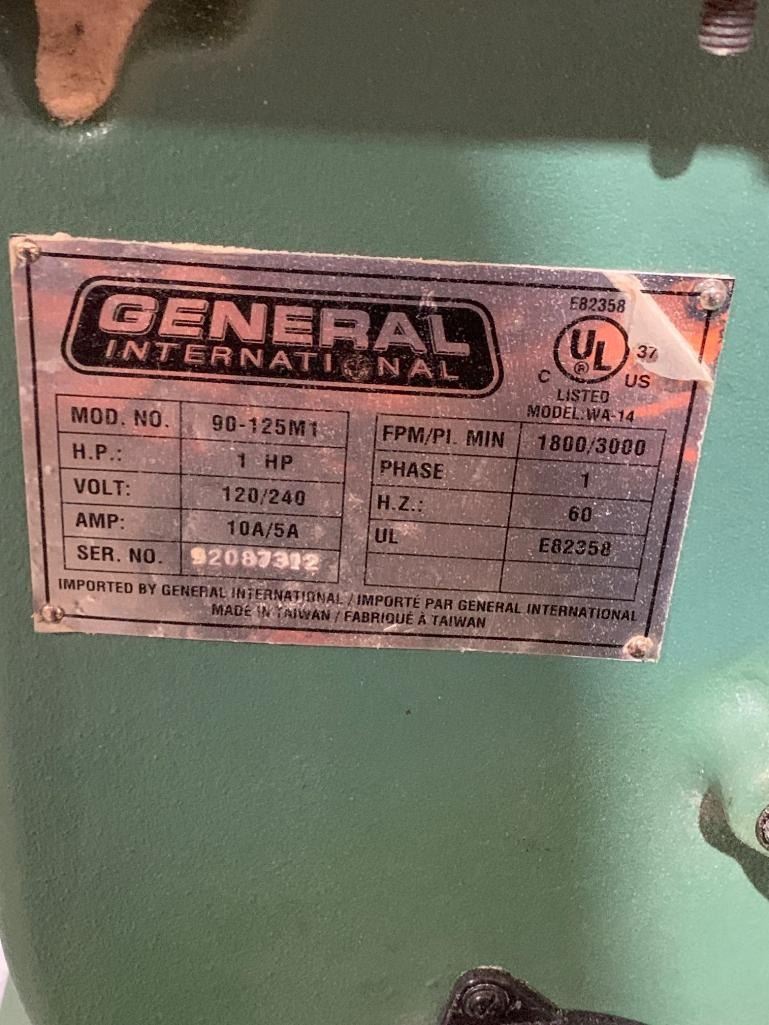 GENERAL
INTERNATIONAL
E82358
UL
®
C
US
37
LISTED
MODEL:WA-14
MOD. NO. 90-125M1
H.P.: 1 HP
VOLT: 120/240
AMP: 10A/5A
SER. NO. 92087312
FPM/PI. MIN 1800/3000
PHASE 1
H.Z.: 60
UL E82358
IMPORTED BY GENERAL INTERNATIONAL / IMPORTÉ PAR GENERAL INTERNATIONAL
MADE IN TAIWAN / FABRIQUÉ À TAIWAN